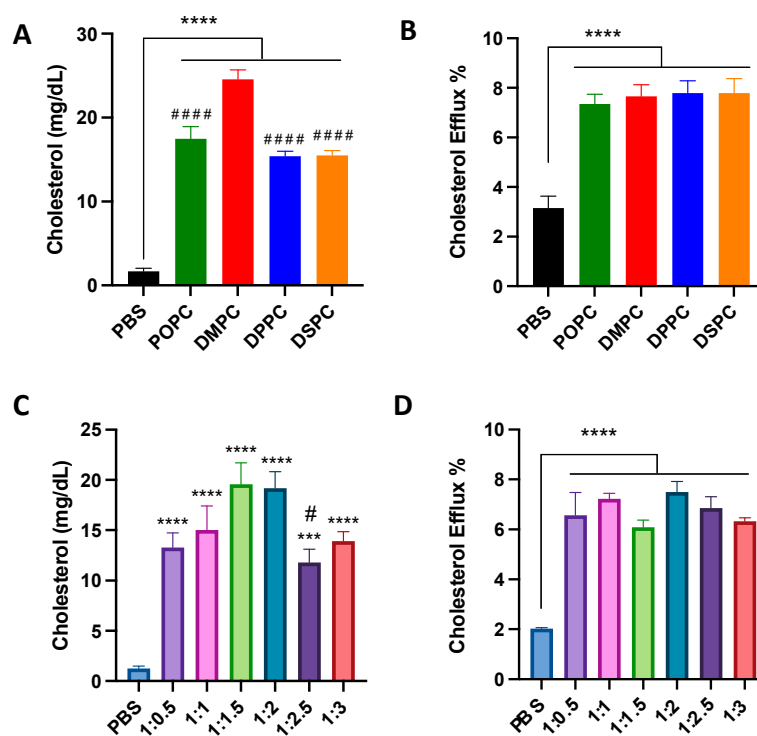 A
Cholesterol (mg/dL)
30
20
10
0
****
####
####
####
PBS
POPC
DMPC
DPPC
DSPC
B
Cholesterol Efflux %
10
8
6
4
2
0
****
PBS
POPC
DMPC
DPPC
DSPC
C
Cholesterol (mg/dL)
25
20
15
10
5
0
****
****
****
****
#
***
****
PBS
1:0.5
1:1
1:1.5
1:2
1:2.5
1:3
D
Cholesterol Efflux %
10
8
6
4
2
0
****
PBS
1:0.5
1:1
1:1.5
1:2
1:2.5
1:3